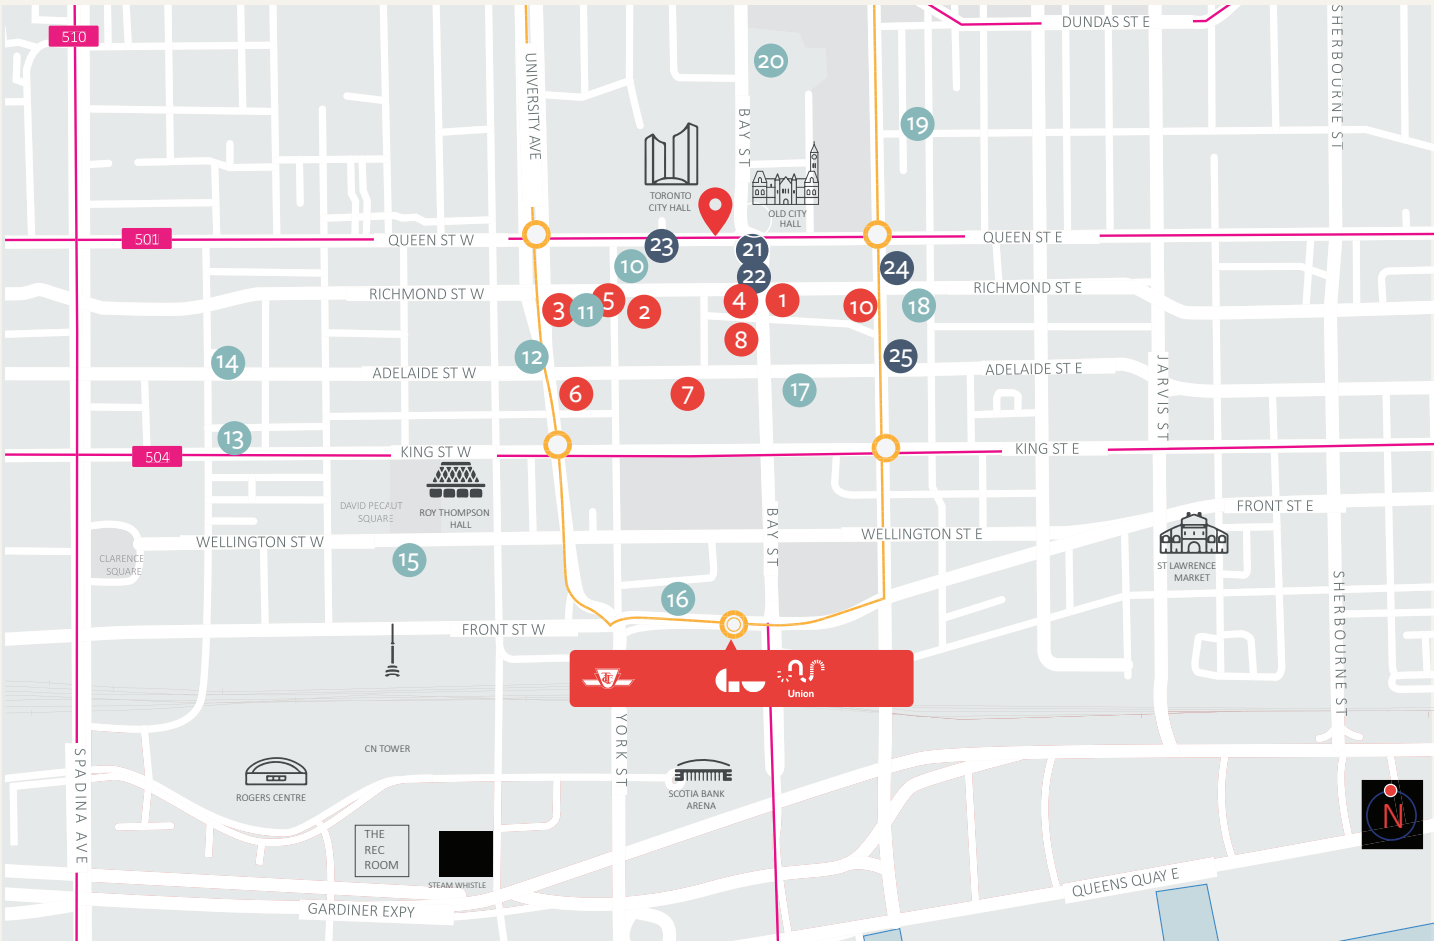 DUNDAS ST E
510
SHERBOURNE ST
20
UNIVERSITY AVE
BAY ST
19
TORONTO
CITY HALL
OLD CITY
HALL
501
QUEEN ST W
23
21
QUEEN ST E
10
22
24
RICHMOND ST W
RICHMOND ST E
3
11
5
2
4
1
10
18
8
12
25
14
ADELAIDE ST W
ADELAIDE ST E
JARVIS ST
6
7
17
13
504
KING ST W
KING ST E
DAVID PECAUT
SQUARE
ROY THOMPSON
HALL
FRONT ST E
BAY ST
WELLINGTON ST W
WELLINGTON ST E
CLARENCE
SQUARE
15
ST LAWRENCE
MARKET
SHERBOURNE ST
16
FRONT ST W
TTC
GO
UP
Union
CN TOWER
YORK ST
SPADINA AVE
ROGERS CENTRE
SCOTIA BANK
ARENA
N
THE
REC
ROOM
STEAM WHISTLE
QUEENS QUAY E
GARDINER EXPY